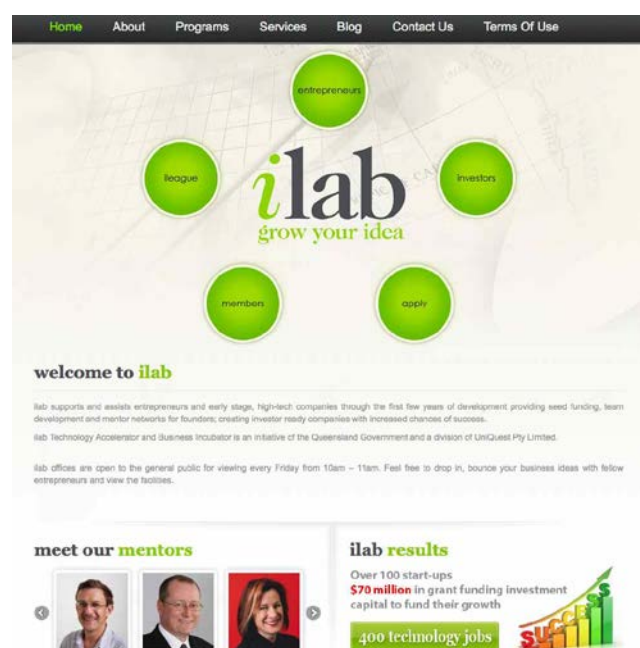 Home About Programs Services Blog Contact Us Terms Of Use
entrepreneurs
ileague
investors
ilab
grow your idea
members
apply
welcome to ilab
ilab supports and assists entrepreneurs and early stage, high-tech companies through the first few years of development providing seed funding, team
development and mentor networks for founders; creating investor ready companies with increased chances of success.
ilab Technology Accelerator and Business Incubator is an initiative of the Queensland Government and a division of UniQuest Pty Limited.
ilab offices are open to the general public for viewing every Friday from 10am – 11am. Feel free to drop in, bounce your business ideas with fellow
entrepreneurs and view the facilities.
meet our mentors
ilab results
Over 100 start-ups
$70 million in grant funding investment
capital to fund their growth
400 technology jobs
SUCCESS